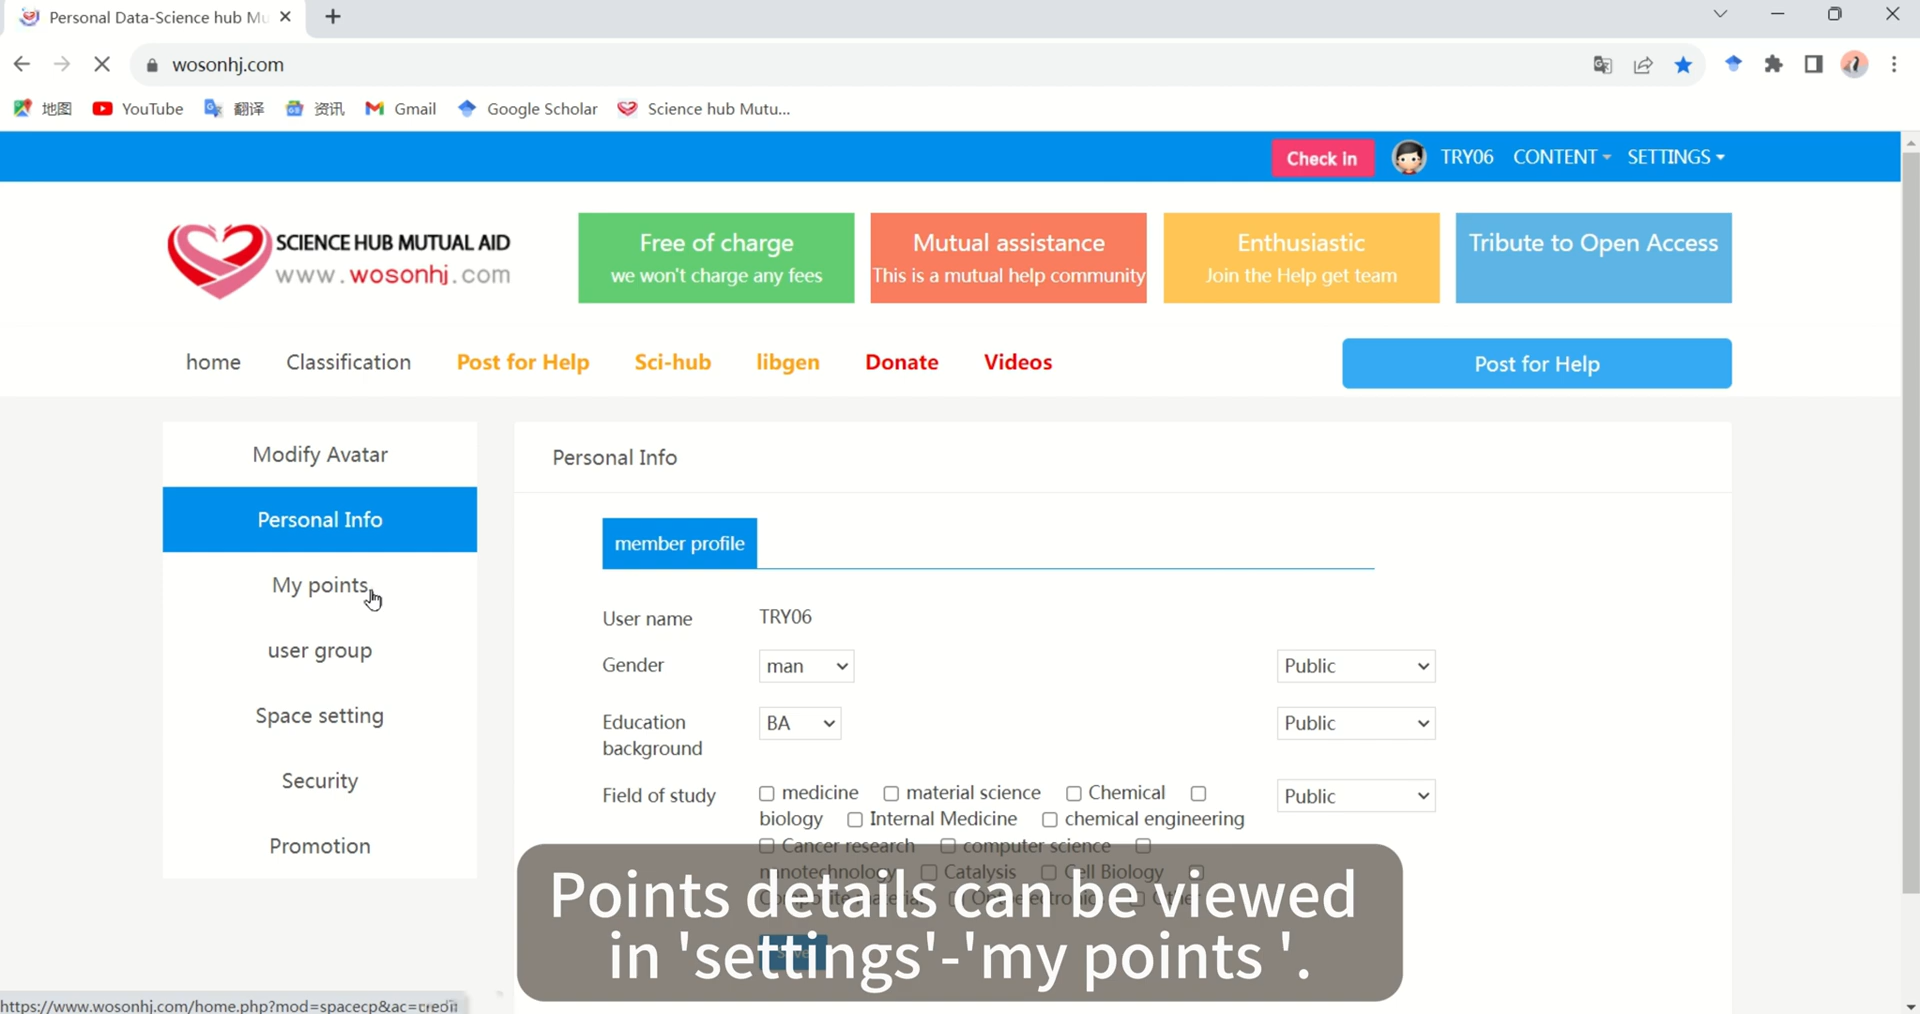 Personal Data-Science hub Mu
wosonhj.com
地图 YouTube 翻译 资讯 Gmail Google Scholar Science hub Mutu...
Check in TRY06 CONTENT SETTINGS
SCIENCE HUB MUTUAL AID
www.wosonhj.com
Free of charge
we won't charge any fees
Mutual assistance
This is a mutual help community
Enthusiastic
Join the Help get team
Tribute to Open Access
home Classification Post for Help Sci-hub libgen Donate Videos Post for Help
Modify Avatar
Personal Info
My points
user group
Space setting
Security
Promotion
Personal Info
member profile
User name TRY06
Gender man Public
Education BA Public
background
Field of study medicine material science Chemical Public
biology Internal Medicine chemical engineering
Cancer research computer science
nanotechnology Catalysis Cell Biology
Points details can be viewed
in 'settings'-'my points '.
https://www.wosonhj.com/home.php?mod=spacecp&ac=credit